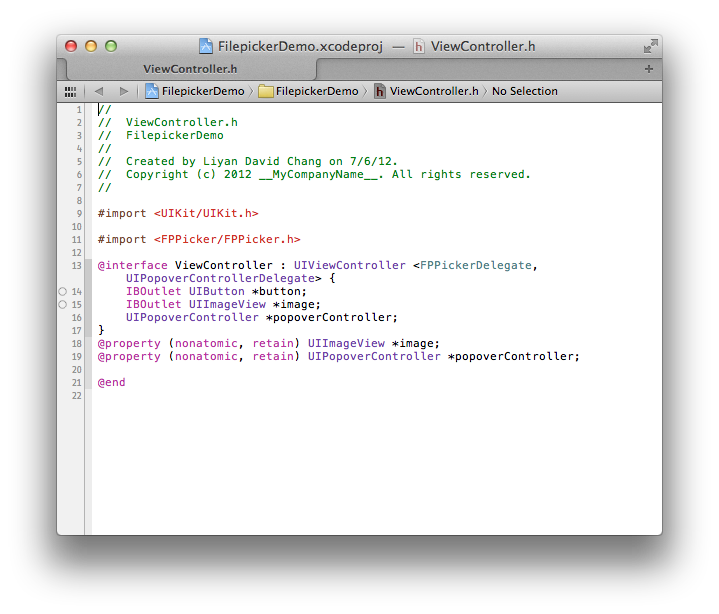 FilepickerDemo.xcodeproj — h ViewController.h
ViewController.h +
FilepickerDemo FilepickerDemo h ViewController.h No Selection
1 //
2 //  ViewController.h
3 //  FilepickerDemo
4 //
5 //  Created by Liyan David Chang on 7/6/12.
6 //  Copyright (c) 2012 __MyCompanyName__. All rights reserved.
7 //
8
9 #import <UIKit/UIKit.h>
10
11 #import <FPPicker/FPPicker.h>
12
13 @interface ViewController : UIViewController <FPPickerDelegate,
    UIPopoverControllerDelegate> {
14     IBOutlet UIButton *button;
15     IBOutlet UIImageView *image;
16     UIPopoverController *popoverController;
17 }
18 @property (nonatomic, retain) UIImageView *image;
19 @property (nonatomic, retain) UIPopoverController *popoverController;
20
21 @end
22